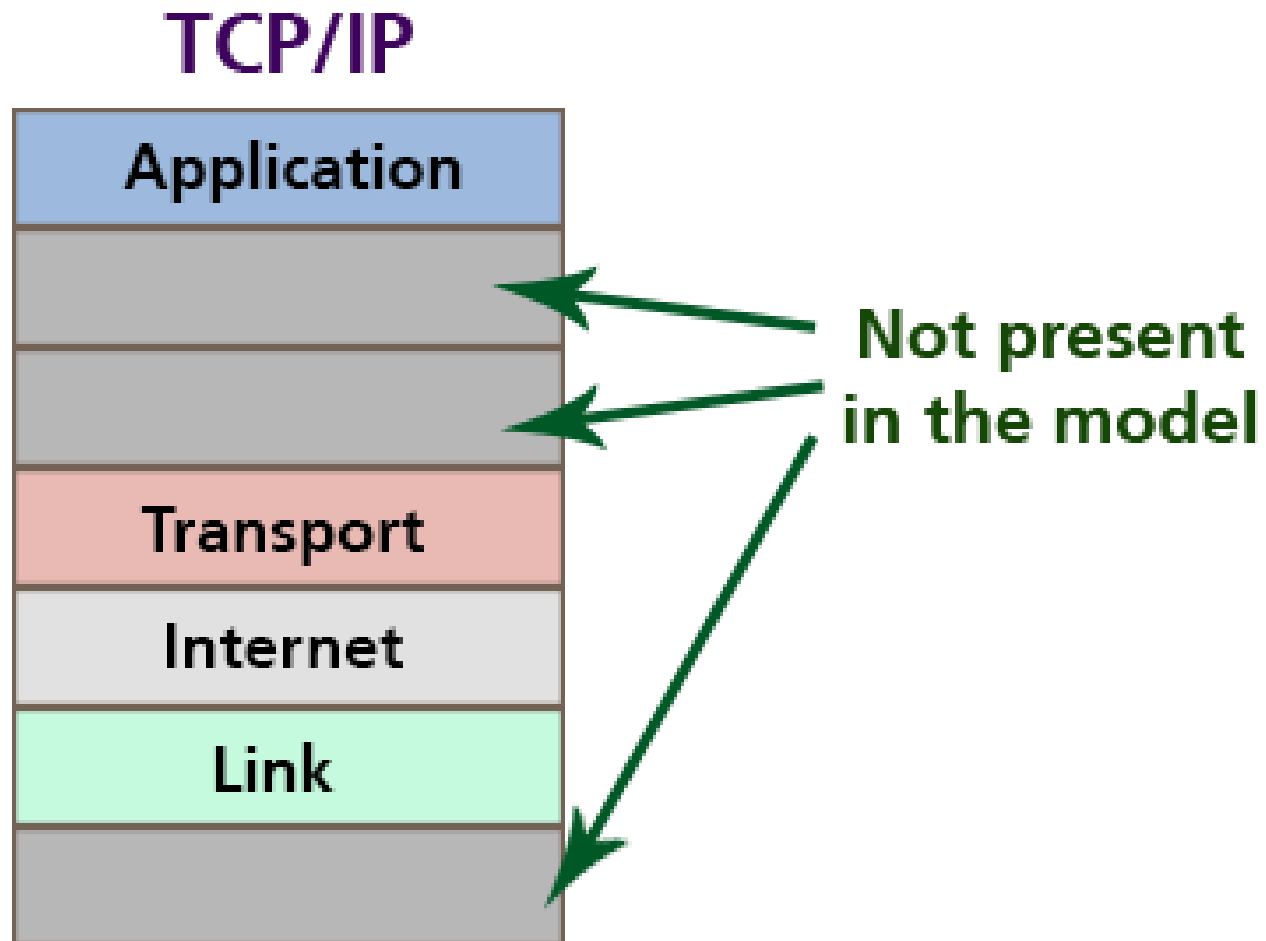 TCP/IP
Application
Not present
in the model
Transport
Internet
Link